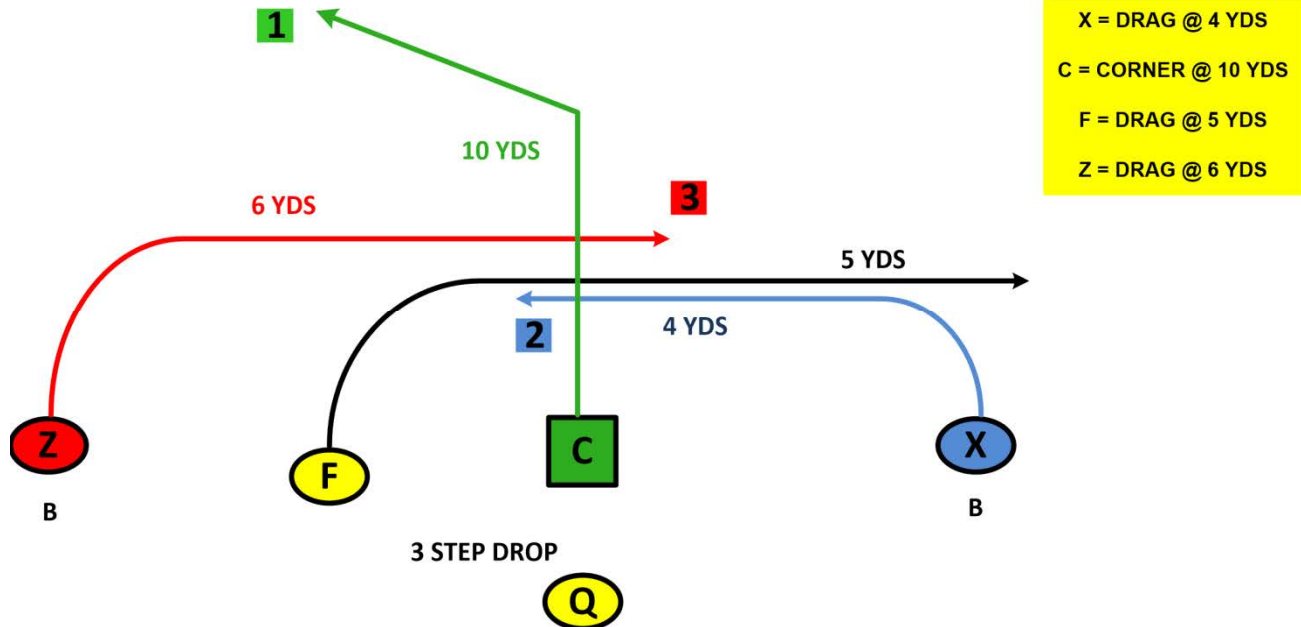 1
X = DRAG @ 4 YDS
C = CORNER @ 10 YDS
10 YDS
F = DRAG @ 5 YDS
Z = DRAG @ 6 YDS
6 YDS
3
5 YDS
2
4 YDS
Z
F
C
X
B
B
3 STEP DROP
Q